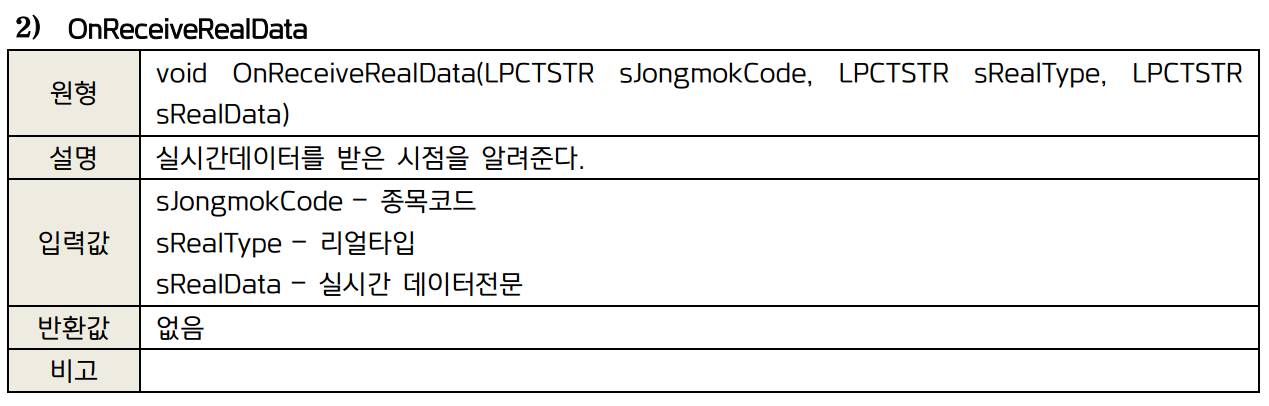 2) OnReceiveRealData
원형
void OnReceiveRealData(LPCTSTR sJongmokCode, LPCTSTR sRealType, LPCTSTR
sRealData)
설명
실시간데이터를 받은 시점을 알려준다.
입력값
sJongmokCode – 종목코드
sRealType – 리얼타입
sRealData – 실시간 데이터전문
반환값
없음
비고